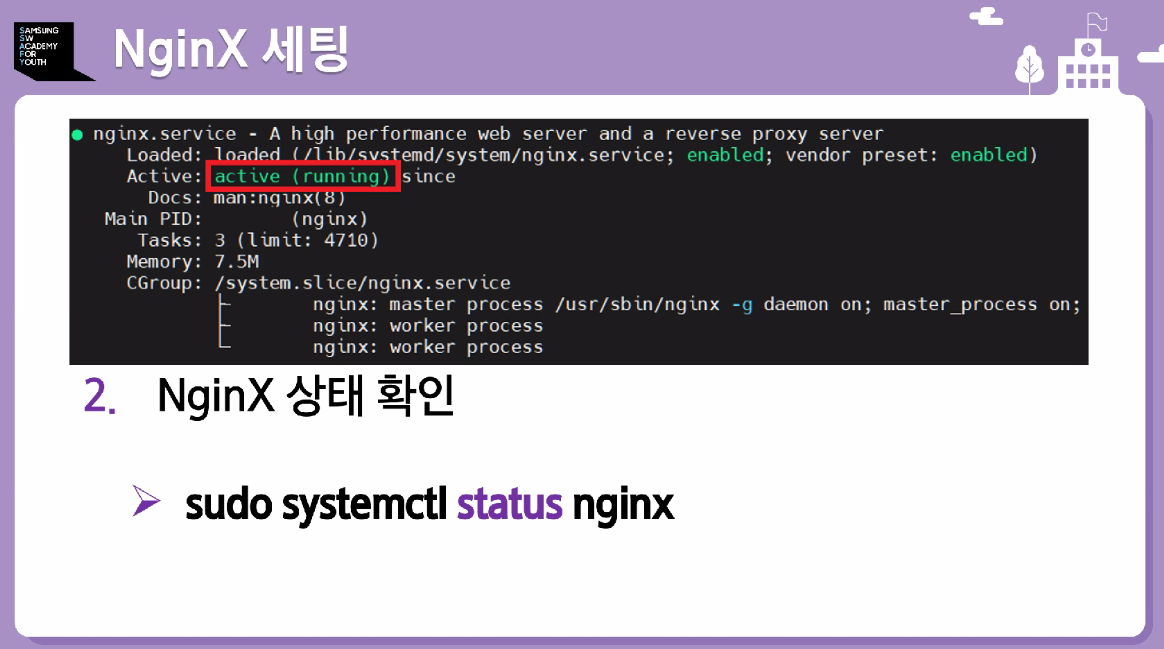 SAMSUNG
SW
ACADEMY
FOR
YOUTH
NginX 세팅
● nginx.service - A high performance web server and a reverse proxy server
Loaded: loaded (/lib/systemd/system/nginx.service; enabled; vendor preset: enabled)
Active: active (running) since
Docs: man:nginx(8)
Main PID: (nginx)
Tasks: 3 (limit: 4710)
Memory: 7.5M
CGroup: /system.slice/nginx.service
├─ nginx: master process /usr/sbin/nginx -g daemon on; master_process on;
├─ nginx: worker process
└─ nginx: worker process
2. NginX 상태 확인
➢ sudo systemctl status nginx